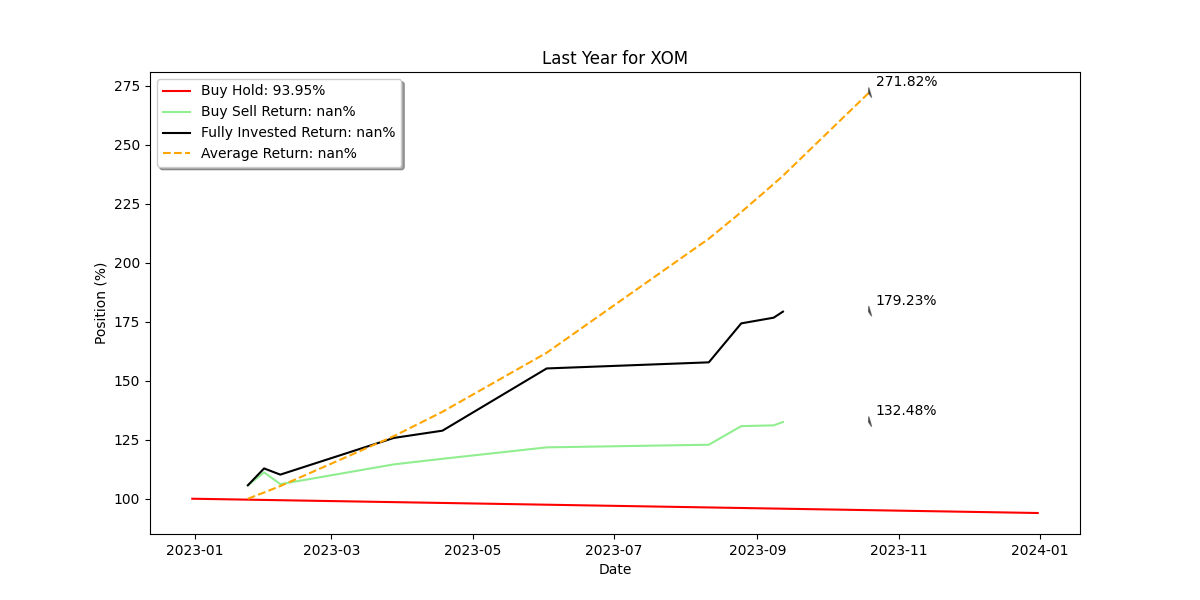 Last Year for XOM
Buy Hold: 93.95%
Buy Sell Return: nan%
Fully Invested Return: nan%
Average Return: nan%
271.82%
179.23%
132.48%
275
250
225
200
175
150
125
100
Position (%)
2023-01 2023-03 2023-05 2023-07 2023-09 2023-11 2024-01
Date